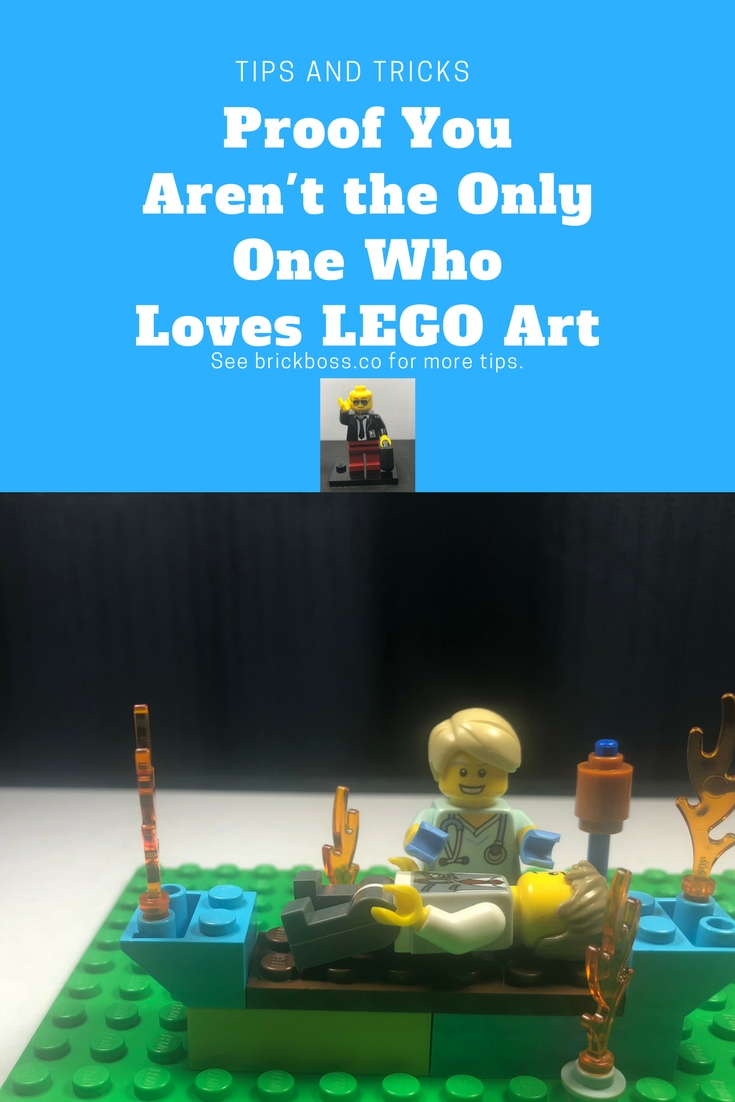 TIPS AND TRICKS
Proof You
Aren't the Only
One Who
Loves LEGO Art
See brickboss.co for more tips.